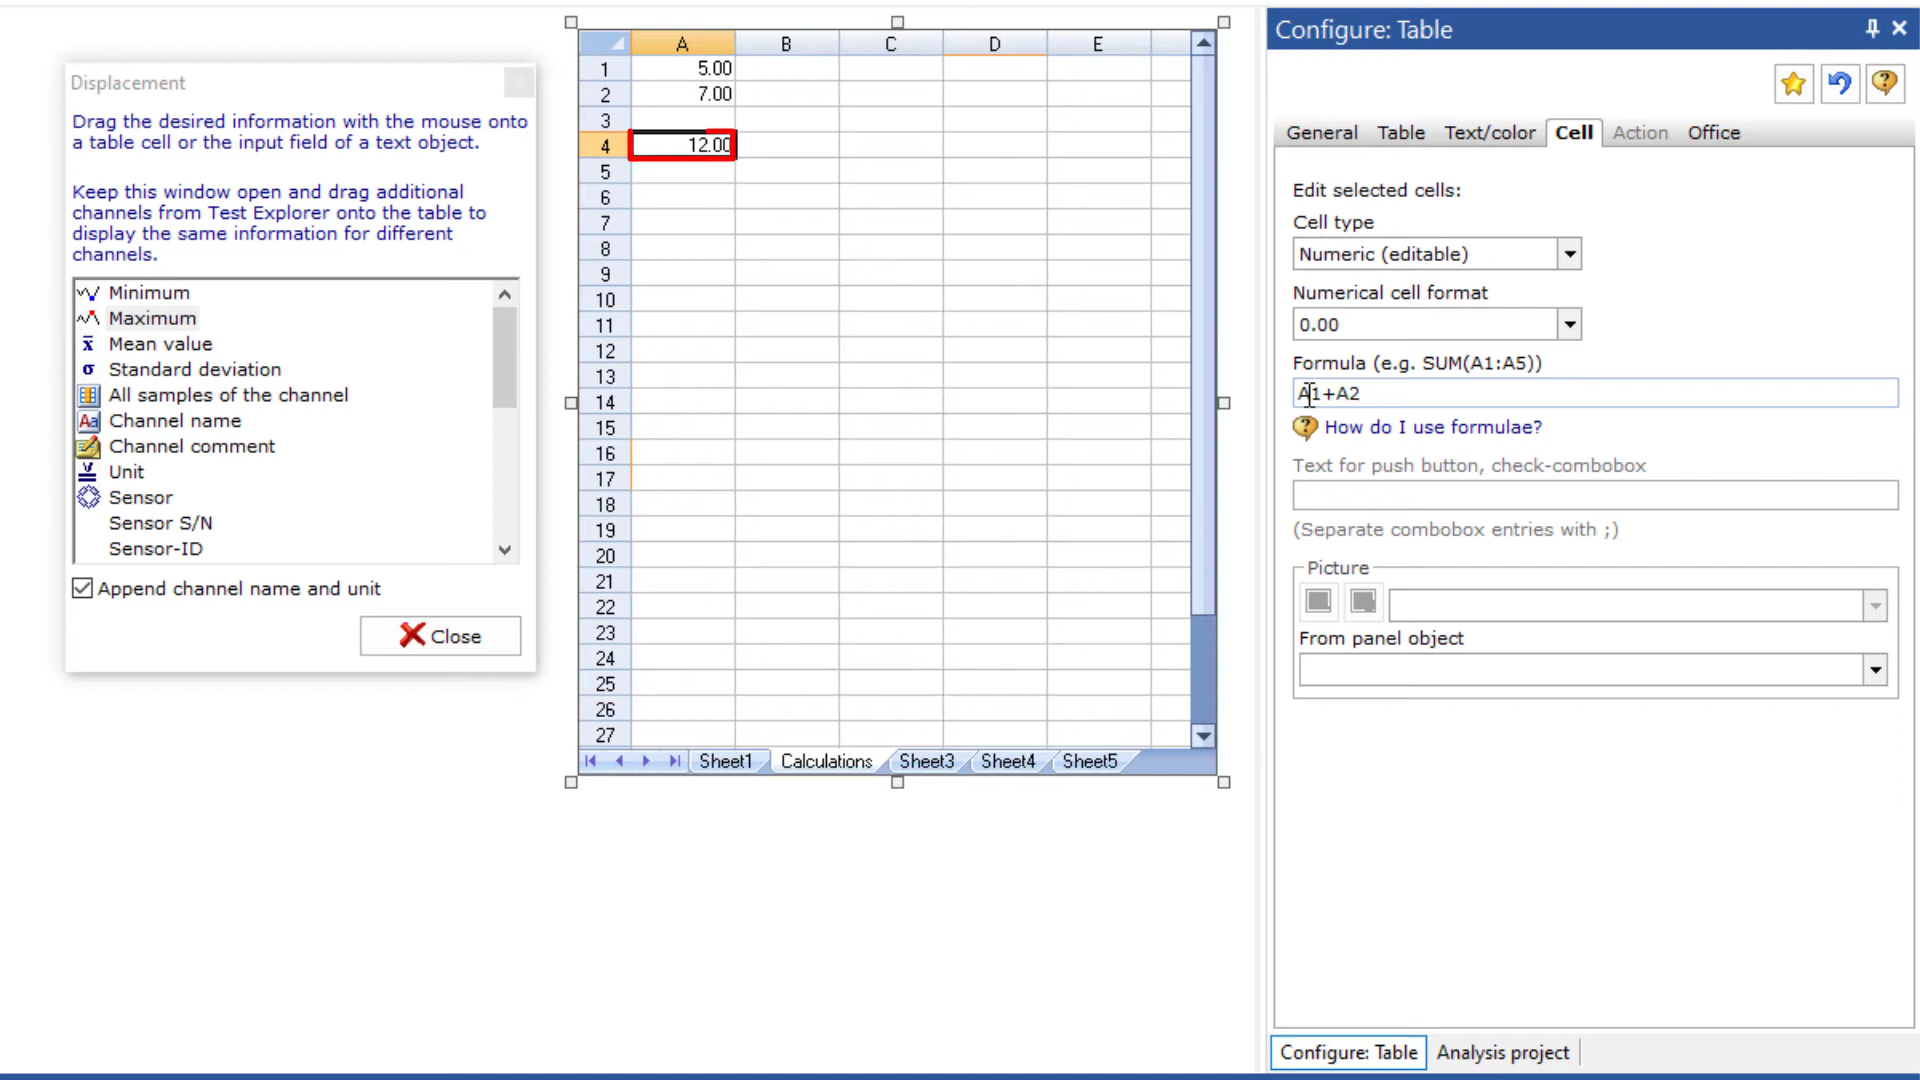 Displacement
Drag the desired information with the mouse onto
a table cell or the input field of a text object.
Keep this window open and drag additional
channels from Test Explorer onto the table to
display the same information for different
channels.
Minimum
Maximum
x Mean value
σ Standard deviation
All samples of the channel
Aa Channel name
Channel comment
Unit
Sensor
Sensor S/N
Sensor-ID
Append channel name and unit
Close
A B C D E
1 5.00
2 7.00
3
4 12.00
5
6
7
8
9
10
11
12
13
14
15
16
17
18
19
20
21
22
23
24
25
26
27
Sheet1 Calculations Sheet3 Sheet4 Sheet5
Configure: Table
General Table Text/color Cell Action Office
Edit selected cells:
Cell type
Numeric (editable)
Numerical cell format
0.00
Formula (e.g. SUM(A1:A5))
A1+A2
How do I use formulae?
Text for push button, check-combobox
(Separate combobox entries with ;)
Picture
From panel object
Configure: Table Analysis project